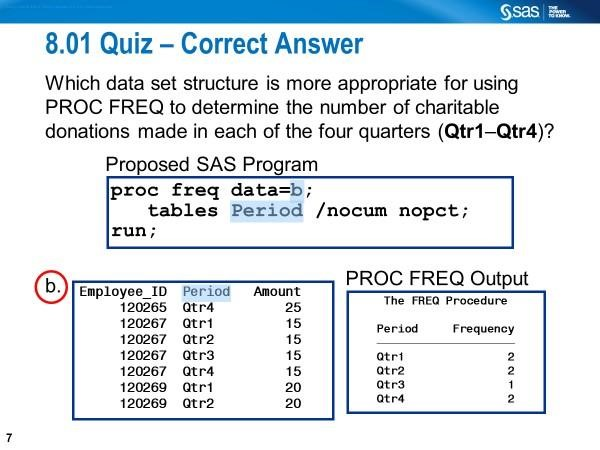 sas
THE
POWER
TO KNOW.
8.01 Quiz – Correct Answer
Which data set structure is more appropriate for using
PROC FREQ to determine the number of charitable
donations made in each of the four quarters (Qtr1–Qtr4)?
Proposed SAS Program
proc freq data=b;
tables Period /nocum nopct;
run;
b.
Employee_ID Period Amount
120265 Qtr4 25
120267 Qtr1 15
120267 Qtr2 15
120267 Qtr3 15
120267 Qtr4 15
120269 Qtr1 20
120269 Qtr2 20
PROC FREQ Output
The FREQ Procedure
Period Frequency
Qtr1 2
Qtr2 2
Qtr3 1
Qtr4 2
7